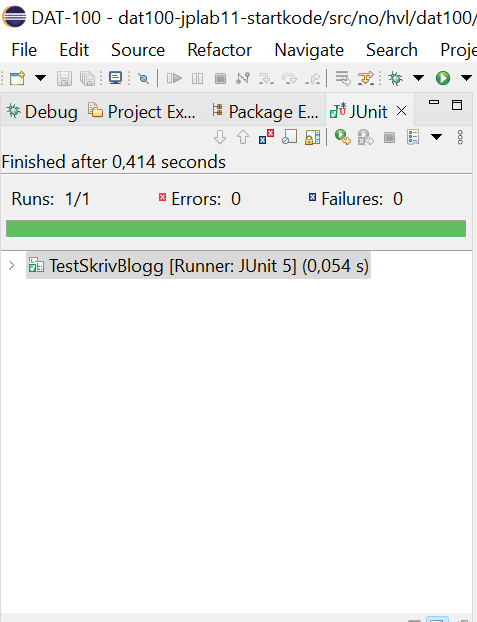 DAT-100 - dat100-jplab11-startkode/src/no/hvl/dat100/
File Edit Source Refactor Navigate Search Proje
Debug Project Ex... Package E... JUnit
Finished after 0,414 seconds
Runs: 1/1 Errors: 0 Failures: 0
TestSkrivBlogg [Runner: JUnit 5] (0,054 s)